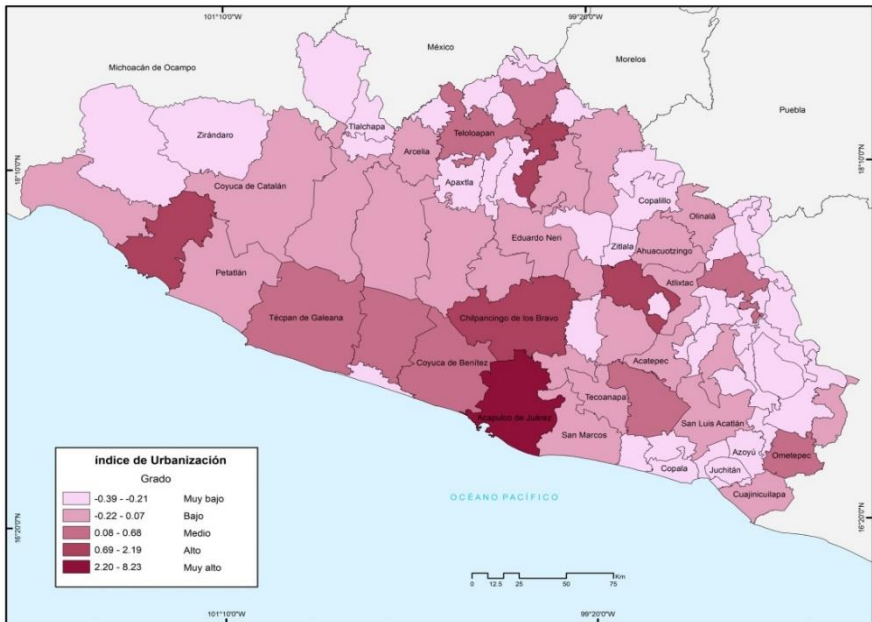 101°10'0"W
99°20'0"W
México
Morelos
Michoacán de Ocampo
Puebla
Tlalchapa
Zirándaro
Teloloapan
Arcelia
18°10'0"N
18°10'0"N
Apaxtla
Coyuca de Catalán
Copalillo
Olinalá
Eduardo Neri
Zitlala
Ahuacuotzingo
Petatlán
Atlixtac
Técpan de Galeana
Chilpancingo de los Bravo
Coyuca de Benítez
Acatepec
Tecoanapa
Acapulco de Juárez
San Luis Acatlán
San Marcos
Azoyú
Ometepec
Copala
Juchitán
Cuajinicuilapa
OCÉANO PACÍFICO
índice de Urbanización
Grado
-0.39 - -0.21 Muy bajo
-0.22 - 0.07 Bajo
0.08 - 0.68 Medio
0.69 - 2.19 Alto
2.20 - 8.23 Muy alto
16°20'0"N
16°20'0"N
Km
0 12.5 25 50 75
101°10'0"W
99°20'0"W